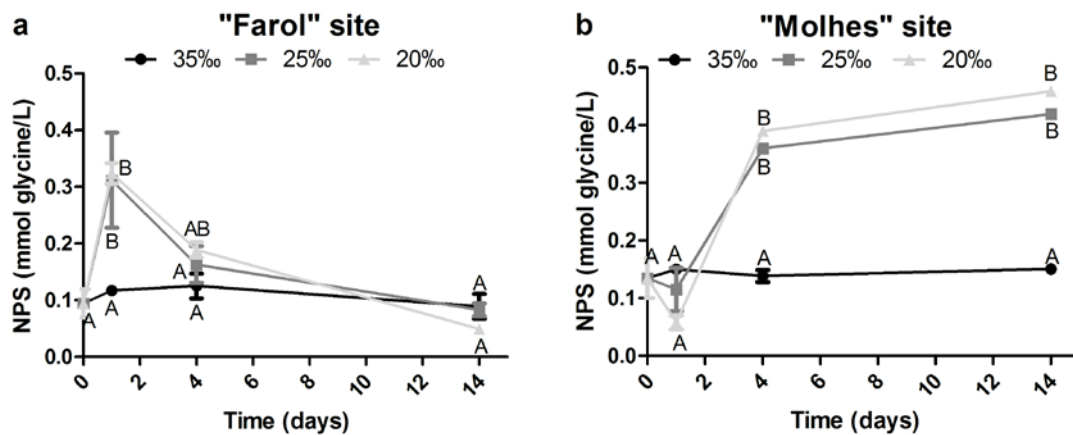 a "Farol" site
35‰ 25‰ 20‰
0.5
0.4
0.3
0.2
0.1
0.0
NPS (mmol glycine/L)
B
B
AB
A
A
A
A
A
A
0 2 4 6 8 10 12 14
Time (days)
b "Molhes" site
35‰ 25‰ 20‰
0.5
0.4
0.3
0.2
0.1
0.0
NPS (mmol glycine/L)
B
B
B
B
A
A
A
A
A
0 2 4 6 8 10 12 14
Time (days)